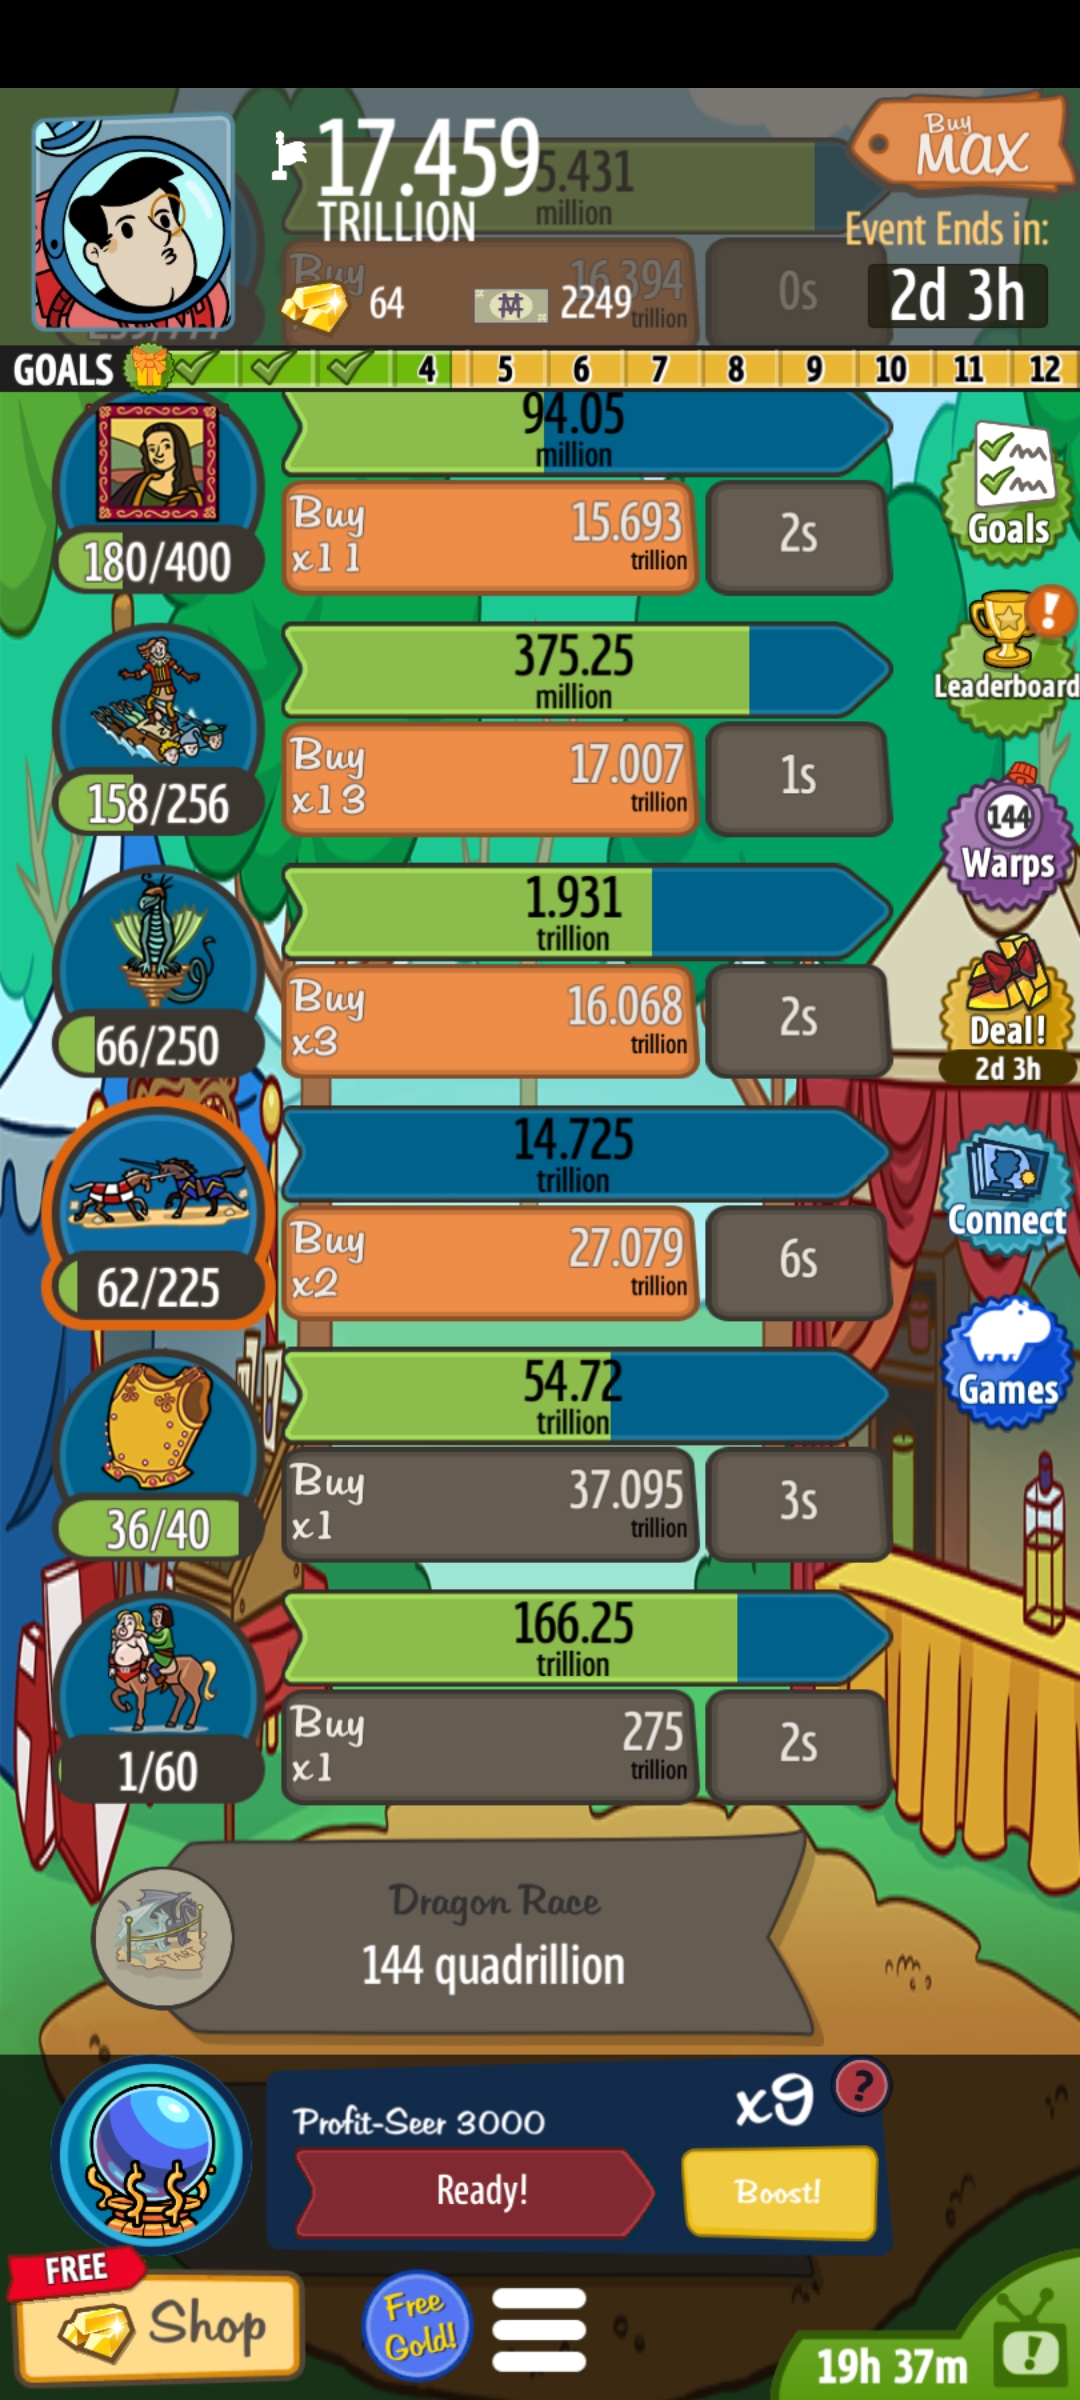 17.459
TRILLION
5.431
million
Buy
MAX
Event Ends in:
2d 3h
Buy
16.394
trillion
0s
64
2249
GOALS
4
5
6
7
8
9
10
11
12
94.05
million
180/400
Buy
x11
15.693
trillion
2s
Goals
375.25
million
158/256
Buy
x13
17.007
trillion
1s
Leaderboard
144
Warps
1.931
trillion
66/250
Buy
x3
16.068
trillion
2s
Deal!
2d 3h
14.725
trillion
62/225
Buy
x2
27.079
trillion
6s
Connect
54.72
trillion
36/40
Buy
x1
37.095
trillion
3s
Games
166.25
trillion
1/60
Buy
x1
275
trillion
2s
START
Dragon Race
144 quadrillion
Profit-Seer 3000
x9
?
Ready!
Boost!
FREE
Shop
Free
Gold!
19h 37m